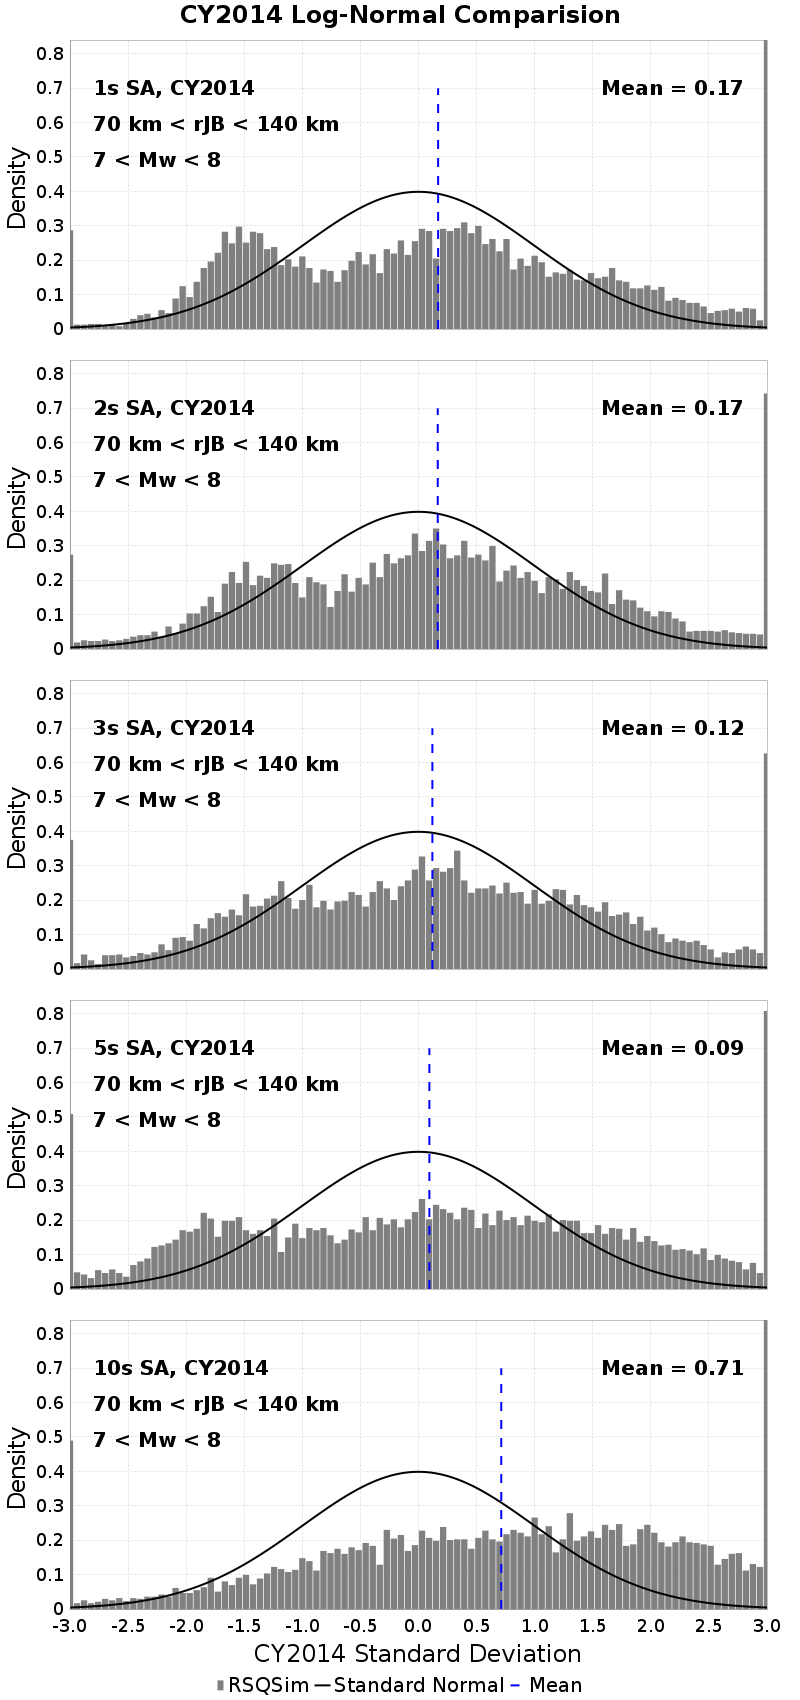 CY2014 Log-Normal Comparision
0.8
1s SA, CY2014
Mean = 0.17
0.7
70 km < rJB < 140 km
0.6
7 < Mw < 8
0.5
0.4
0.3
0.2
0.1
0
Density
0.8
2s SA, CY2014
Mean = 0.17
0.7
70 km < rJB < 140 km
0.6
7 < Mw < 8
0.5
0.4
0.3
0.2
0.1
0
Density
0.8
3s SA, CY2014
Mean = 0.12
0.7
70 km < rJB < 140 km
0.6
7 < Mw < 8
0.5
0.4
0.3
0.2
0.1
0
Density
0.8
5s SA, CY2014
Mean = 0.09
0.7
70 km < rJB < 140 km
0.6
7 < Mw < 8
0.5
0.4
0.3
0.2
0.1
0
Density
0.8
10s SA, CY2014
Mean = 0.71
0.7
70 km < rJB < 140 km
0.6
7 < Mw < 8
0.5
0.4
0.3
0.2
0.1
0
Density
-3.0 -2.5 -2.0 -1.5 -1.0 -0.5 0.0 0.5 1.0 1.5 2.0 2.5 3.0
CY2014 Standard Deviation
RSQSim Standard Normal Mean